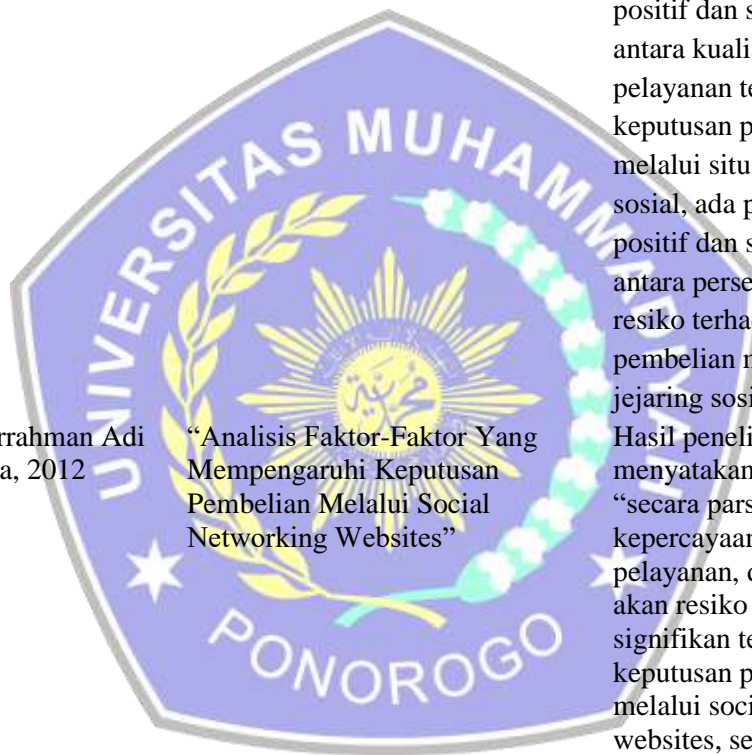 UNIVERSITAS MUHAMMADIYAH
PONOROGO
rrahman Adi
a, 2012
“Analisis Faktor-Faktor Yang
Mempengaruhi Keputusan
Pembelian Melalui Social
Networking Websites”
positif dan s
antara kuali
pelayanan te
keputusan p
melalui situ
sosial, ada p
positif dan s
antara perse
resiko terha
pembelian m
jejaring sosi
Hasil peneli
menyatakan
“secara pars
kepercayaan
pelayanan, d
akan resiko
signifikan te
keputusan p
melalui soci
websites, se